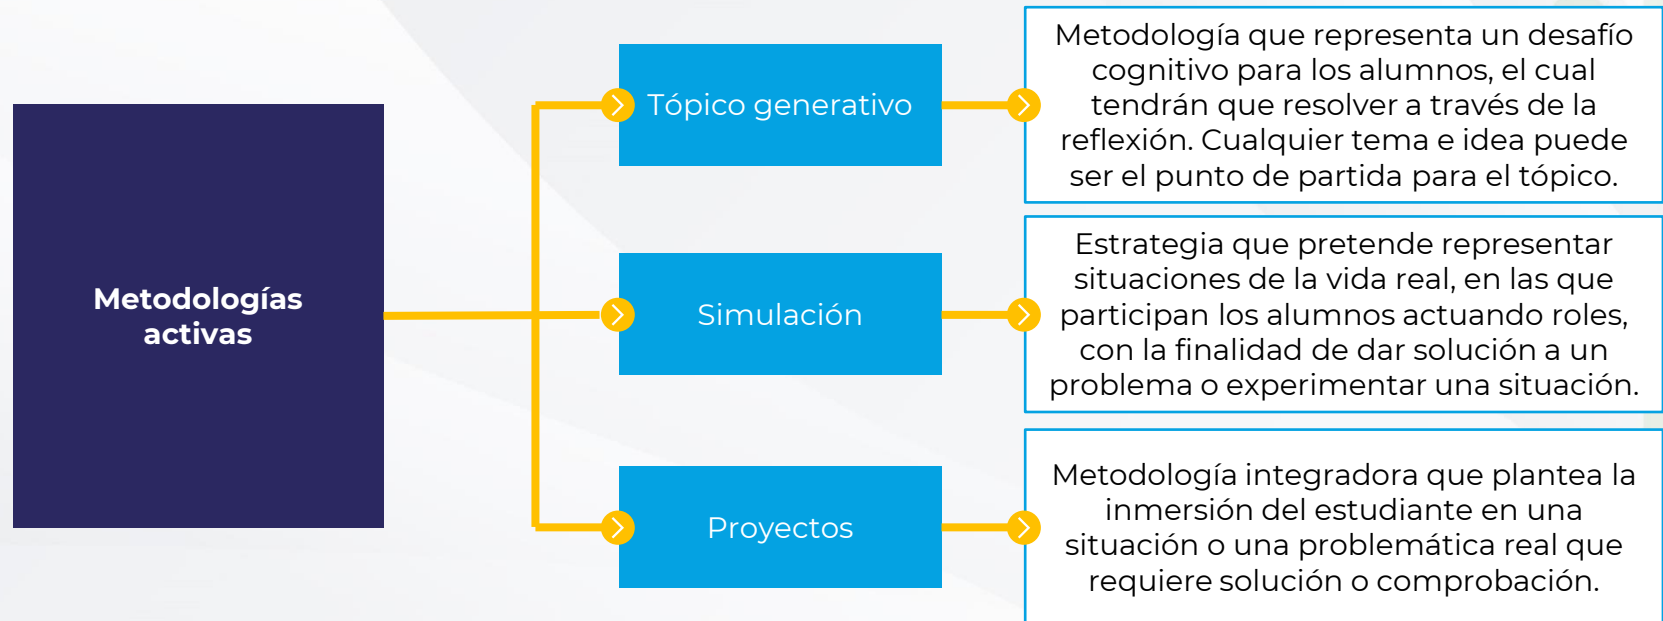 Metodologías
activas
Tópico generativo
Metodología que representa un desafío
cognitivo para los alumnos, el cual
tendrán que resolver a través de la
reflexión. Cualquier tema e idea puede
ser el punto de partida para el tópico.
Simulación
Estrategia que pretende representar
situaciones de la vida real, en las que
participan los alumnos actuando roles,
con la finalidad de dar solución a un
problema o experimentar una situación.
Proyectos
Metodología integradora que plantea la
inmersión del estudiante en una
situación o una problemática real que
requiere solución o comprobación.